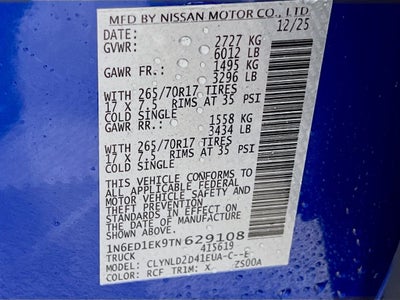 MFD BY NISSAN MOTOR CO., LTD
DATE: 12/25
GVWR: 2727 KG
6012 LB
GAWR FR.: 1495 KG
3296 LB
WITH 265/70R17 TIRES
17 X 7.5 RIMS AT 35 PSI
COLD SINGLE
GAWR RR.: 1558 KG
3434 LB
WITH 265/70R17 TIRES
17 X 7.5 RIMS AT 35 PSI
COLD SINGLE
THIS VEHICLE CONFORMS TO
ALL APPLICABLE FEDERAL
MOTOR VEHICLE SAFETY AND
THEFT PREVENTION
STANDARDS IN EFFECT ON
THE DATE OF MANUFACTURE
SHOWN ABOVE
1N6ED1EK9TN629108
TRUCK 415619
MODEL: CLYNLD2D41EUA-C--E
COLOR: RCF TRIM: X ZS00A